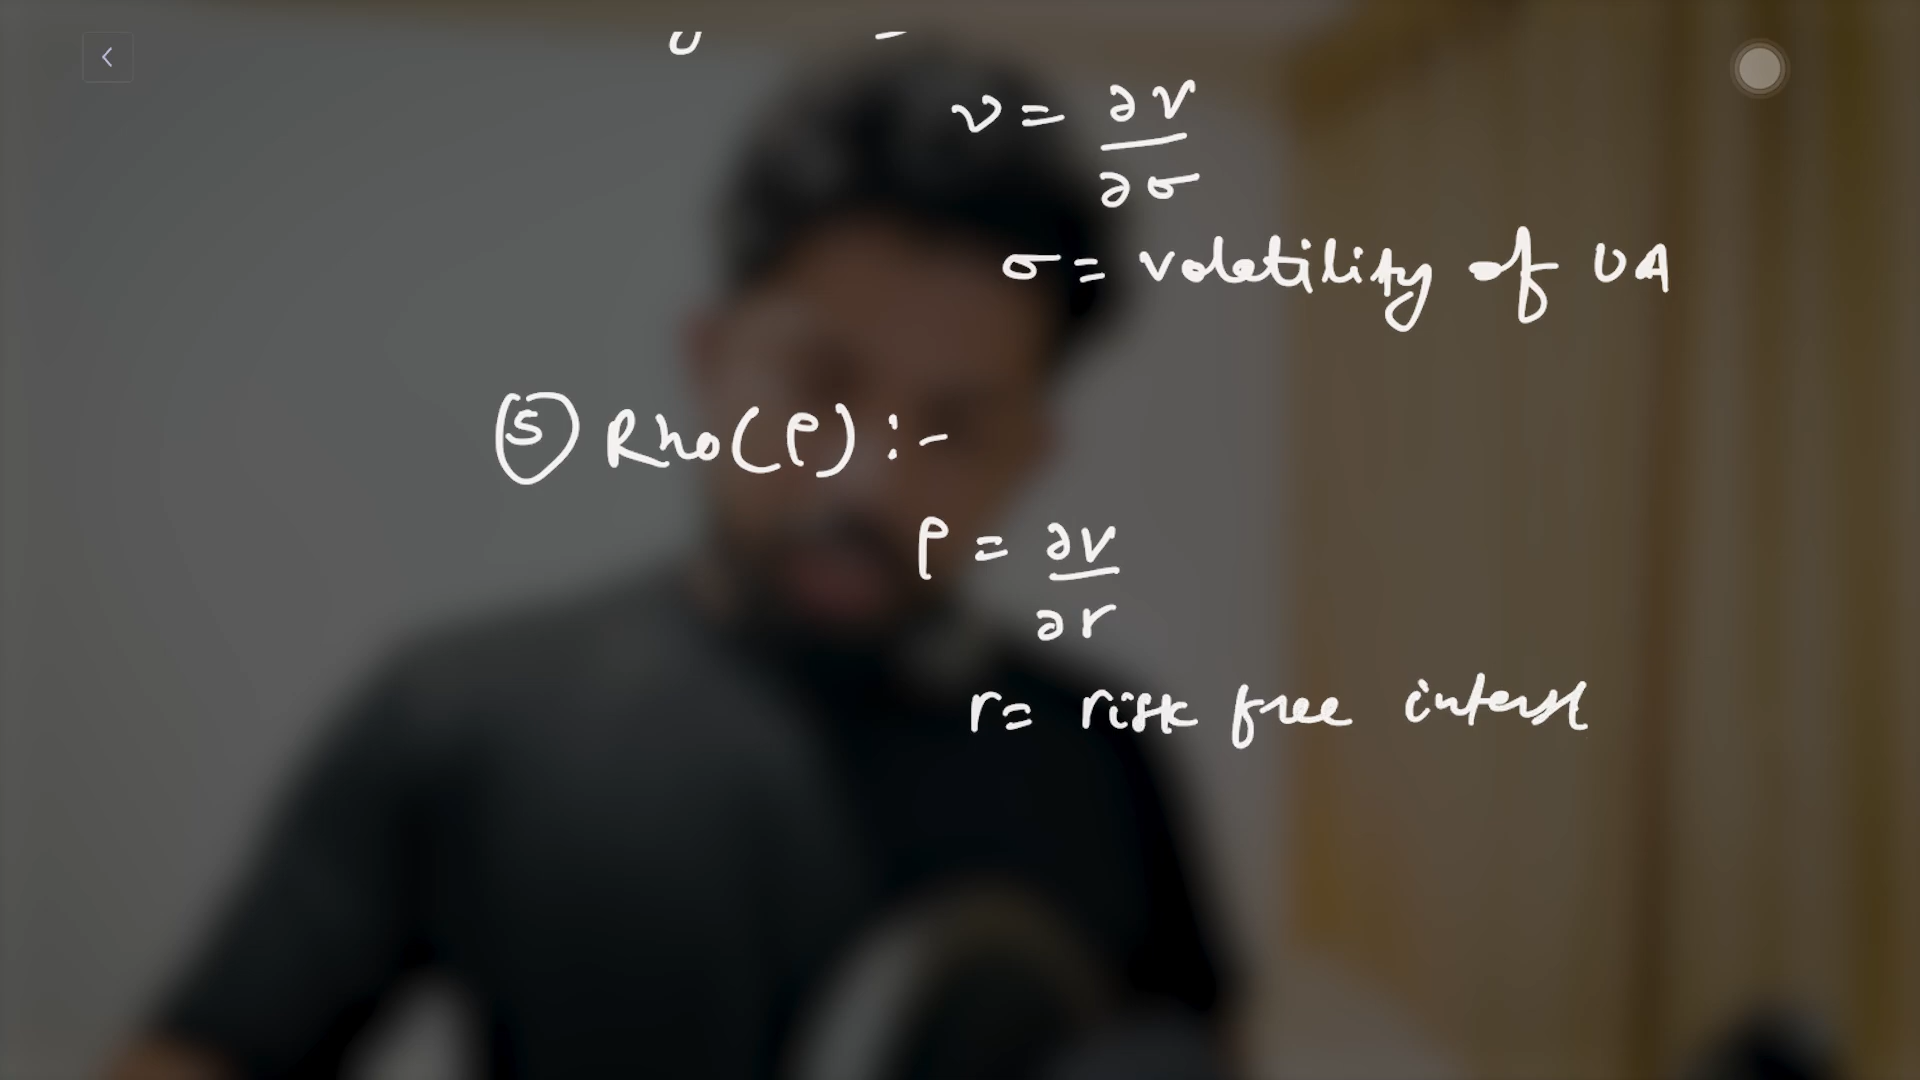 ν = ∂V
∂σ
σ = volatility of UA
⑤ Rho(ρ) :-
ρ = ∂V
∂r
r = risk free interest